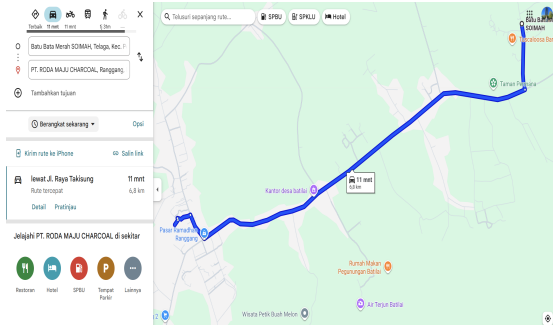 Terbaik
11 mnt
11 mnt
Batu Bata Merah SOIMAH, Telaga, Kec. P
PT. RODA MAJU CHARCOAL, Ranggang,
Tambahkan tujuan
Berangkat sekarang
Opsi
Kirim rute ke iPhone
Salin link
lewat Jl. Raya Takisung
11 mnt
Rute tercepat
6,8 km
Detail
Pratinjau
Jelajahi PT. RODA MAJU CHARCOAL di sekitar
Restoran
Hotel
SPBU
Tempat
Parkir
Lainnya
Telusuri sepanjang rute...
SPBU
SPKLU
Hotel
Batu Bata
SOIMAH
Taman
Kantor desa batilai
11 mnt
6,8 km
Pasar Ramadhan
Ranggang
Rumah Makan
Pegunungan Batilai
Air Terjun Batilai
Wisata Petik Buah Melon
2